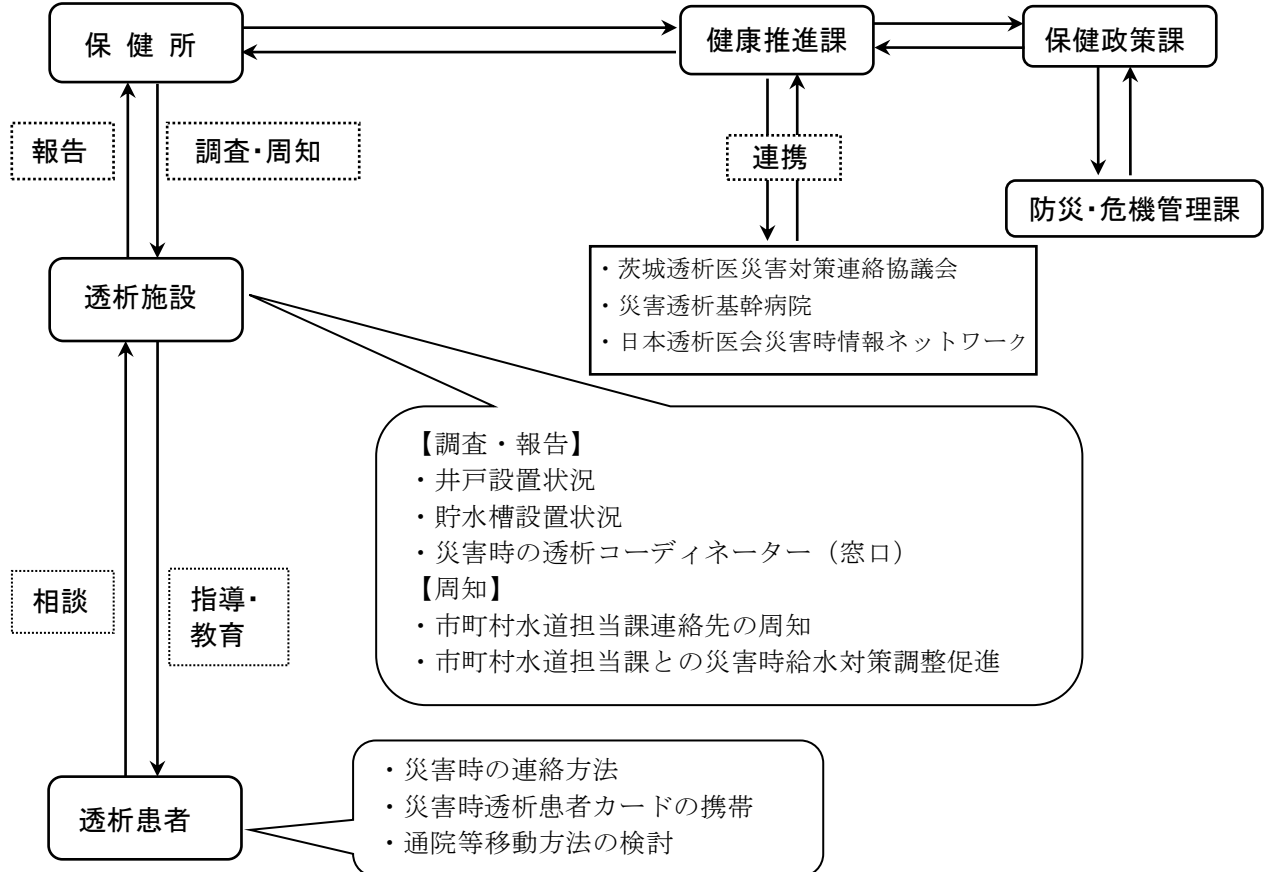 保 健 所
健康推進課
保健政策課
報告
調査・周知
連携
防災・危機管理課
透析施設
・茨城透析医災害対策連絡協議会
・災害透析基幹病院
・日本透析医会災害時情報ネットワーク
【調査・報告】
・井戸設置状況
・貯水槽設置状況
・災害時の透析コーディネーター（窓口）
【周知】
・市町村水道担当課連絡先の周知
・市町村水道担当課との災害時給水対策調整促進
相談
指導・
教育
透析患者
・災害時の連絡方法
・災害時透析患者カードの携帯
・通院等移動方法の検討